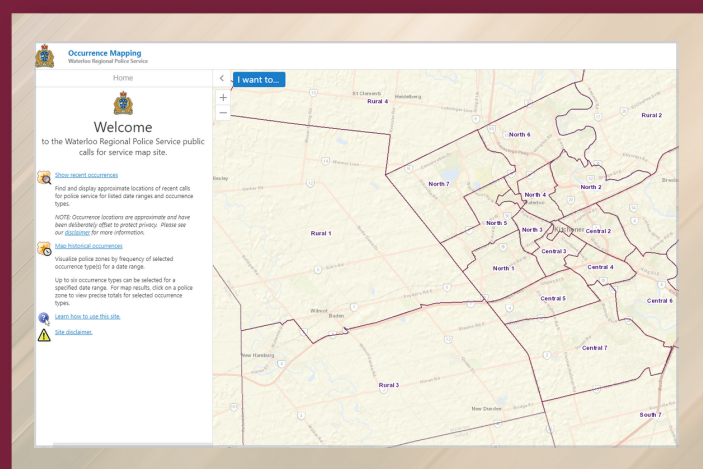 Occurrence Mapping
Waterloo Regional Police Service
Home
I want to...
Welcome
to the Waterloo Regional Police Service public
calls for service map site.
Show recent occurrences
Find and display approximate locations of recent calls
for police service for listed date ranges and occurrence
types.
NOTE: Occurrence locations are approximate and have
been deliberately offset to protect privacy. Please see
our disclaimer for more information.
Map historical occurrences
Visualize police zones by frequency of selected
occurrence type(s) for a date range.
Up to six occurrence types can be selected for a
specified date range. For map results, click on a police
zone to view precise totals for selected occurrence
types.
Learn how to use this site.
Site disclaimer.
St Clements
Heidelberg
Rural 4
Rural 2
North 6
North 7
North 2
North 4
Waterloo
North 5
North 3
Kitchener
Central 2
Rural 1
Central 3
North 1
Central 4
Central 5
Central 6
Wilmot
Baden
Central 7
New Hamburg
Rural 3
New Dundee
South 7